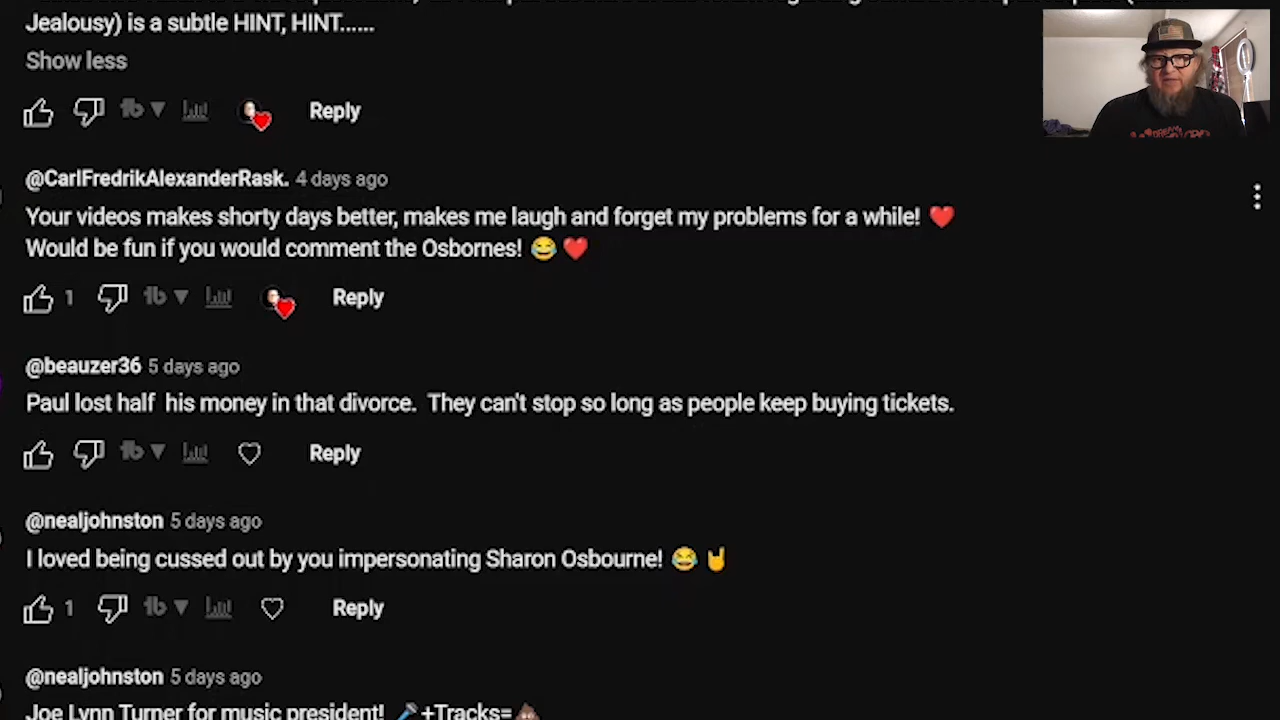 Jealousy) is a subtle HINT, HINT......
Show less
Reply
@CarlFredrikAlexanderRask. 4 days ago
Your videos makes shorty days better, makes me laugh and forget my problems for a while! ❤️
Would be fun if you would comment the Osbornes! 😂❤️
1 Reply
@beauzer36 5 days ago
Paul lost half his money in that divorce. They can't stop so long as people keep buying tickets.
Reply
@nealjohnston 5 days ago
I loved being cussed out by you impersonating Sharon Osbourne! 😂🤘
1 Reply
@nealjohnston 5 days ago
Joe Lynn Turner for music president! 🎤+Tracks=💩